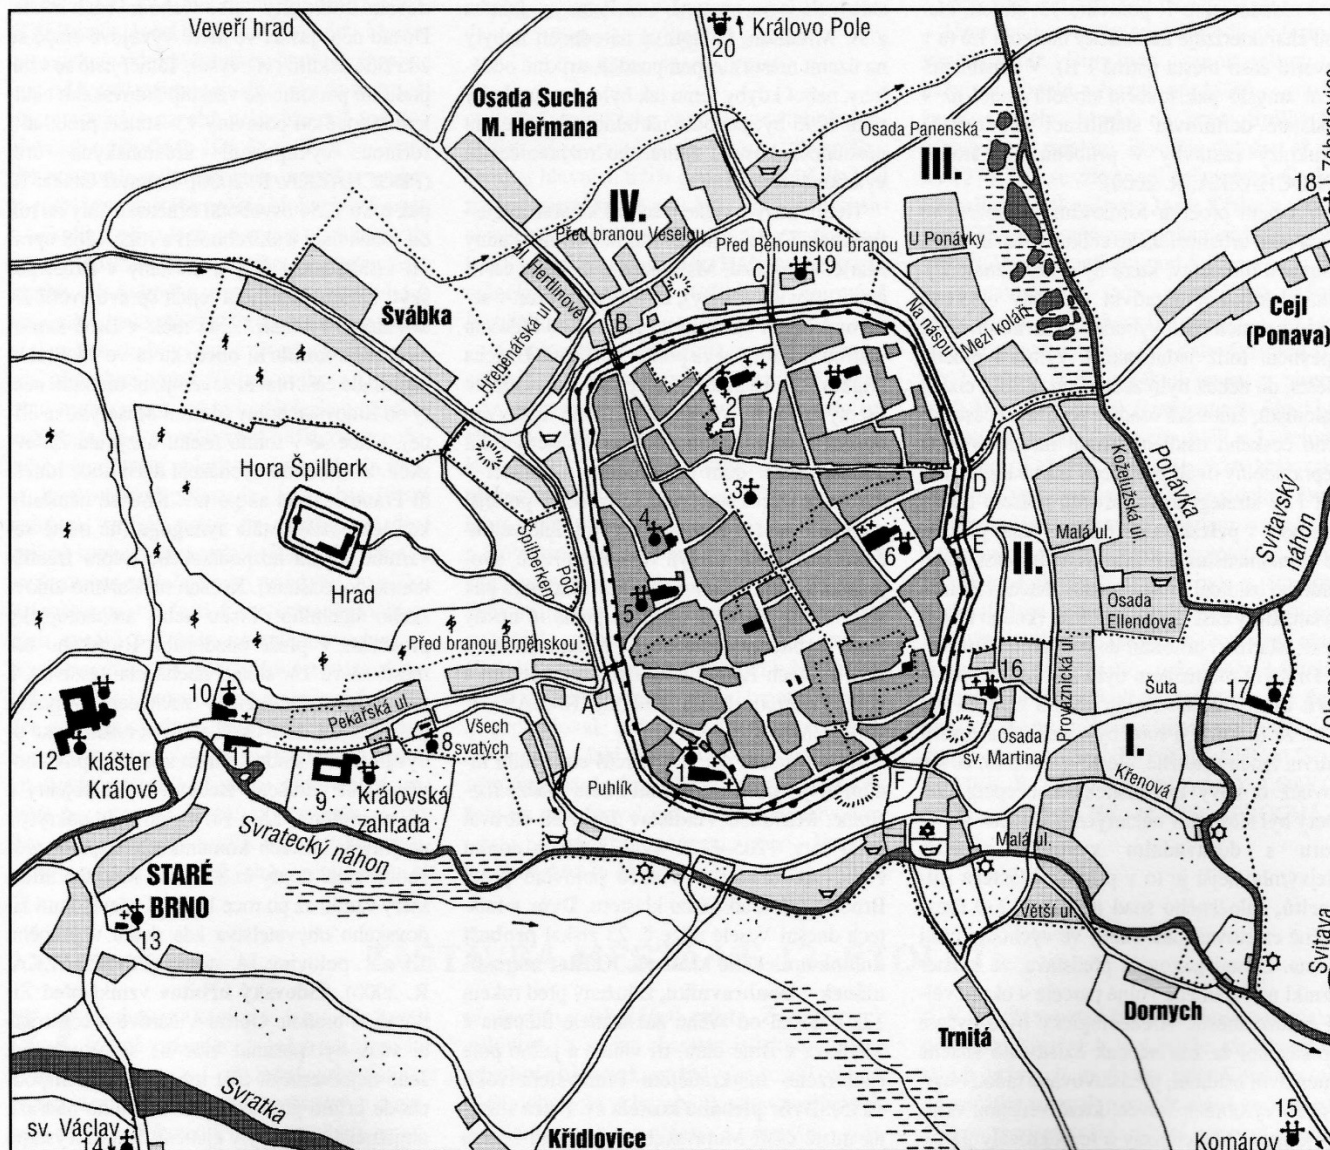 Veveří hrad
20
Královo Pole
Osada Suchá
M. Heřmana
Osada Panenská
III.
Zábrdovice
18
IV.
Před branou Veselou
Před Běhounskou branou
U Ponávky
C
19
Cejl
(Ponava)
Svábka
Hertlinové
Hřebenářská ul.
B
Na náspu
Mezi koláři
2
7
Hora Špilberk
Ponávka
Koželužská ul.
Svitavský
náhon
3
D
4
E
Malá ul.
II.
Pod
Špilberkem
6
Hrad
5
Osada
Ellendova
Před branou Brněnskou
10
A
16
Provaznická ul.
Šuta
17
Pekařská ul.
Všech
svatých
8
I.
12
klášter
Králové
11
Osada
sv. Martina
1
F
Křenová
9
Královská
zahrada
Puhlík
Svratecký náhon
Malá ul.
STARÉ
BRNO
13
Větší ul.
Svitava
Dornych
Trnitá
Svratka
sv. Václav
14
Křídlovice
15
Komárov